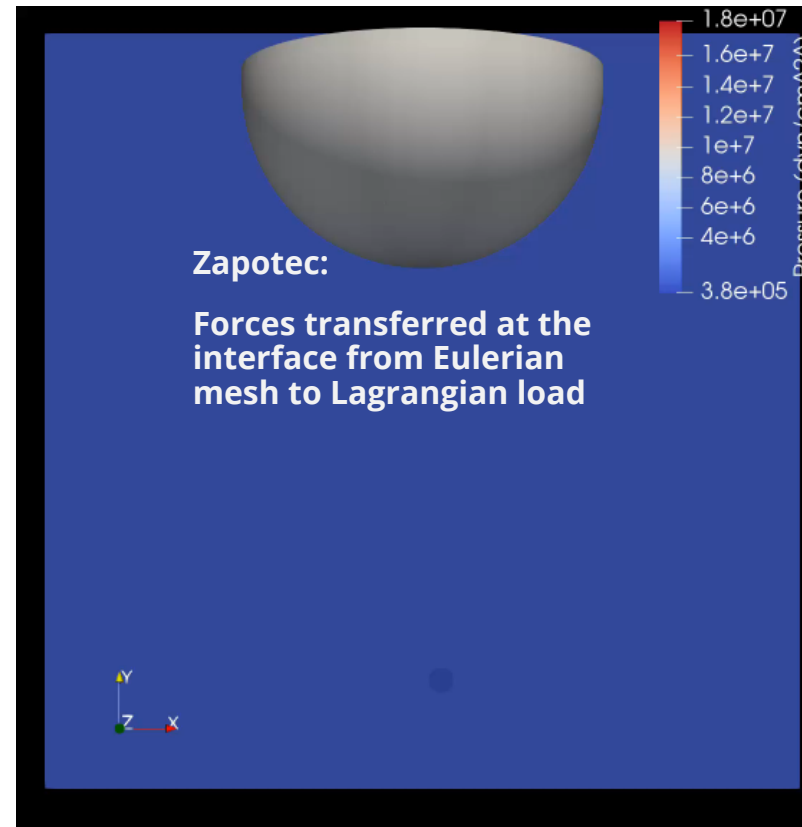 1.8e+07
1.6e+7
1.4e+7
1.2e+7
1e+7
8e+6
6e+6
4e+6
3.8e+05
Zapotec:
Forces transferred at the
interface from Eulerian
mesh to Lagrangian load
Y
Z X